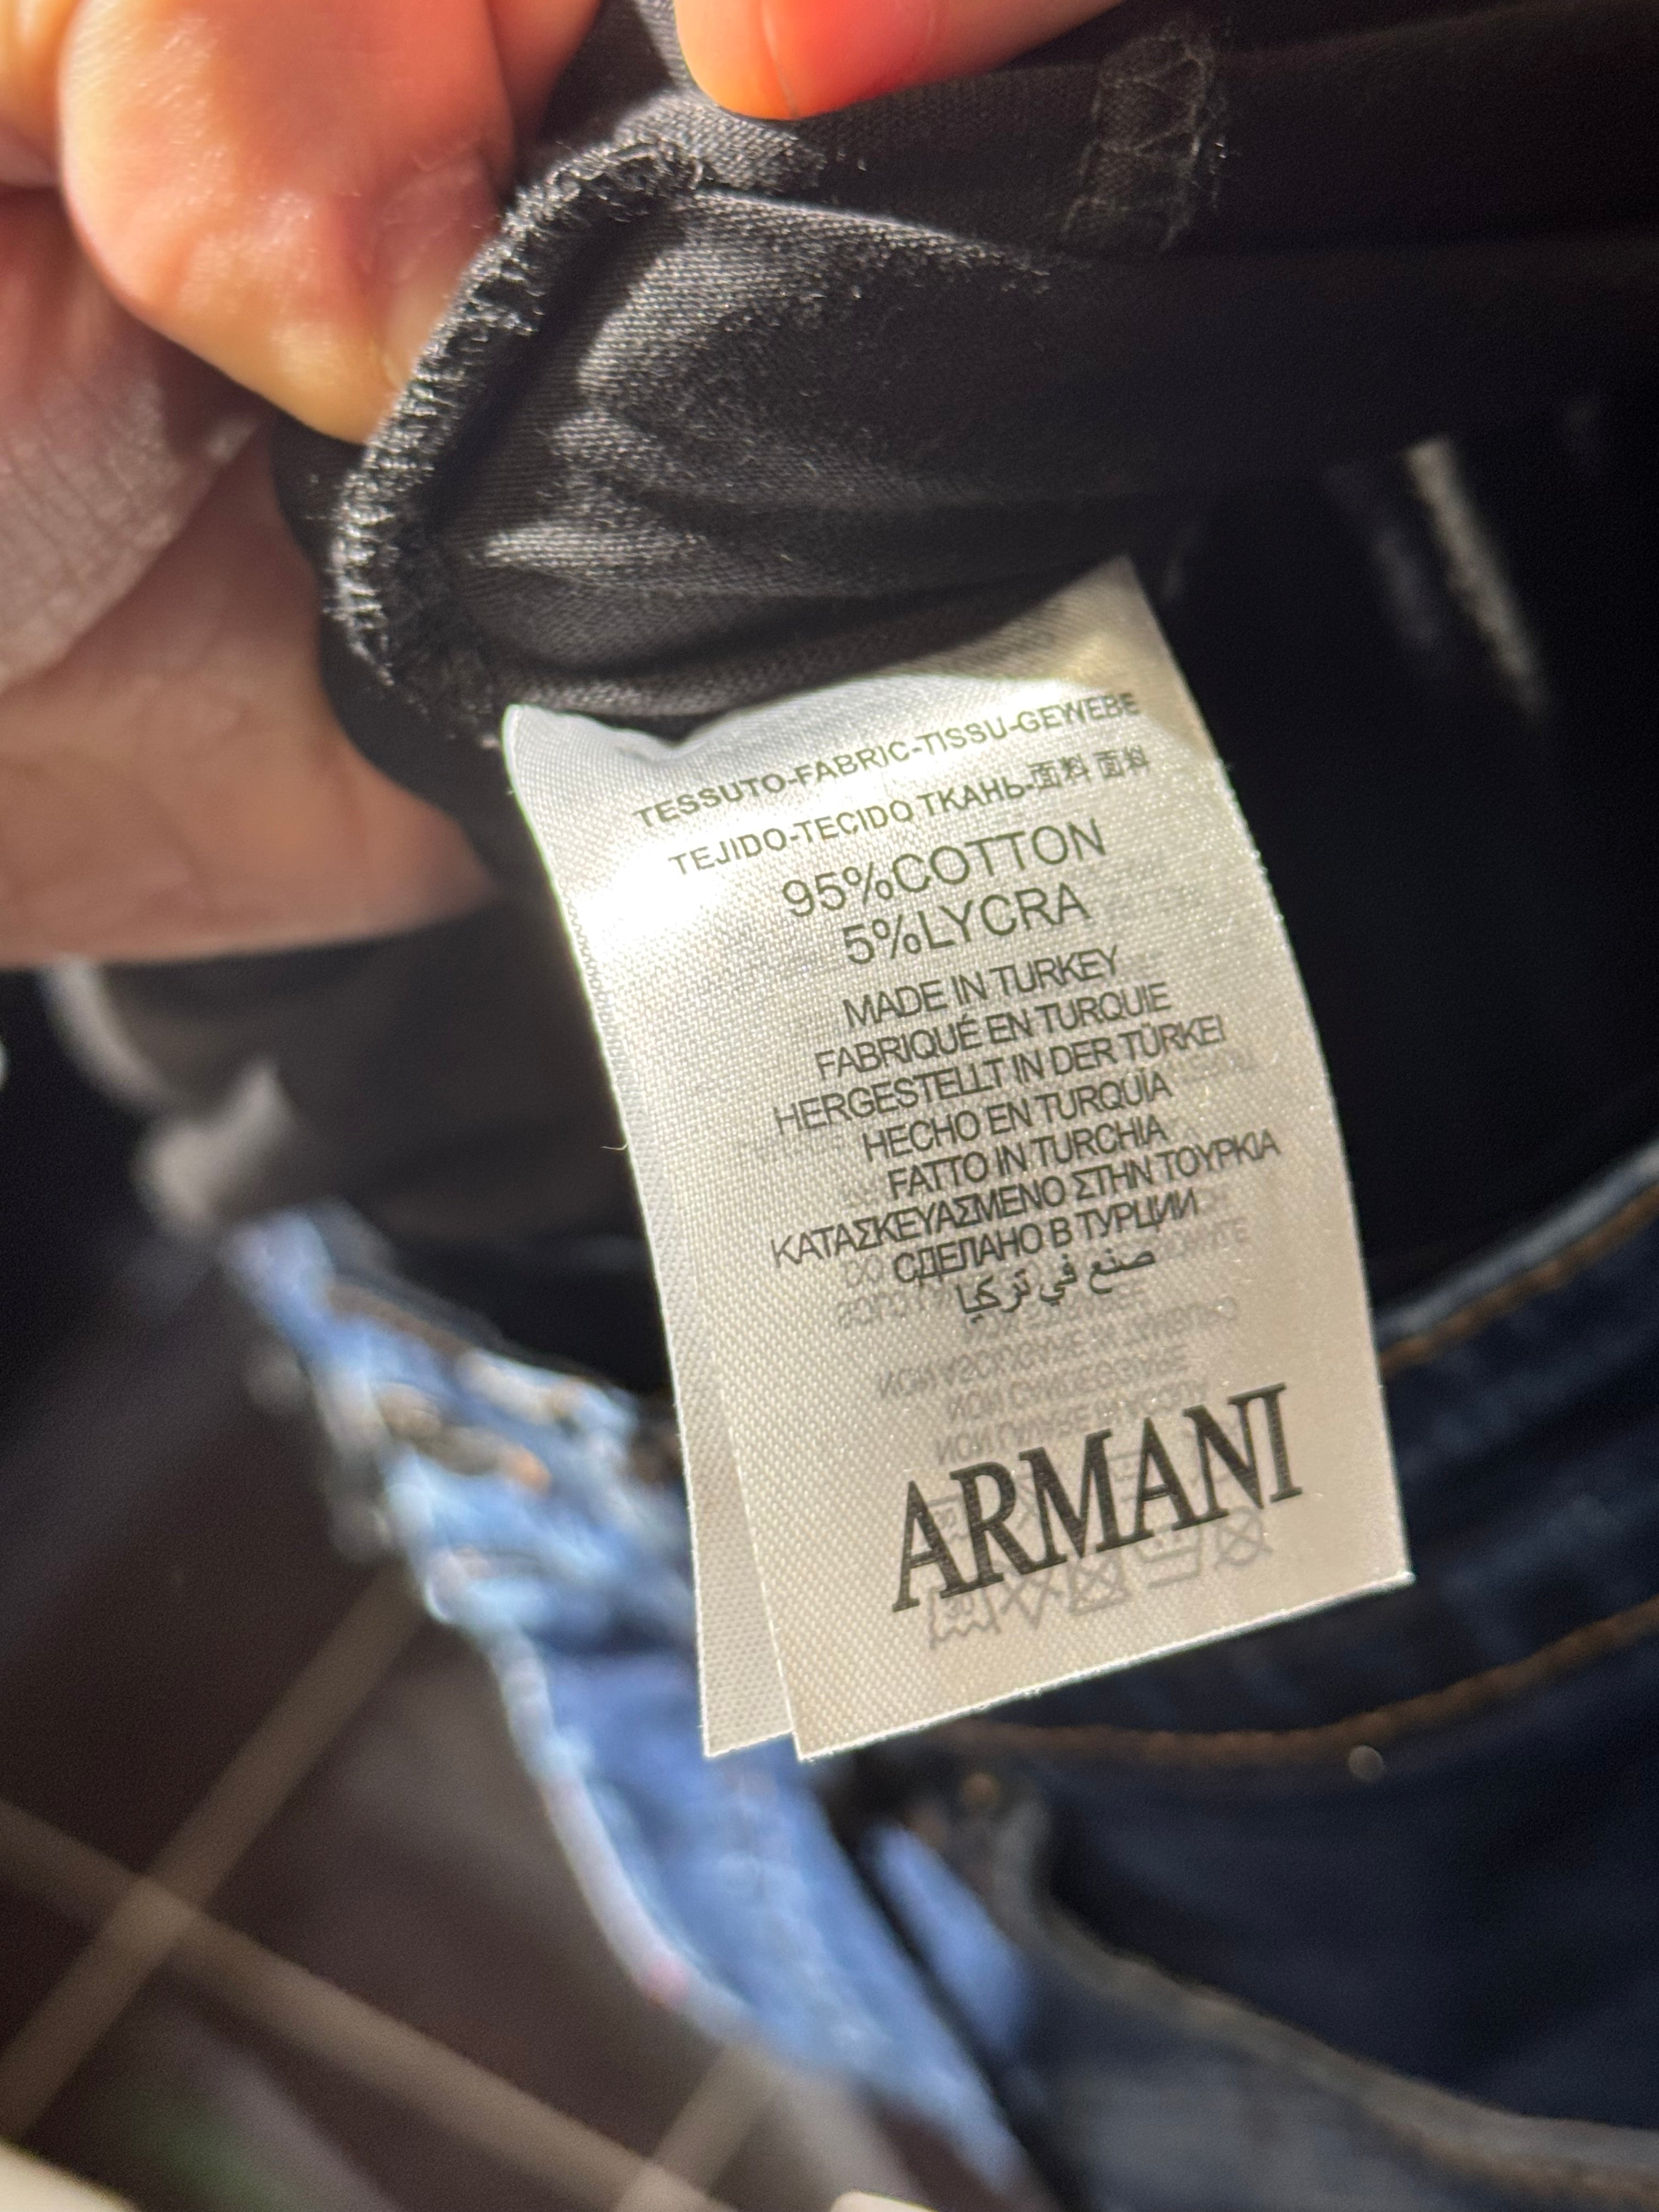 TESSUTO-FABRIC-TISSU-GEWEBE
TEJIDO-TECIDO ТКАНЬ-面料 面料
95%COTTON
5%LYCRA
MADE IN TURKEY
FABRIQUÉ EN TURQUIE
HERGESTELLT IN DER TÜRKEI
HECHO EN TURQUIA
FATTO IN TURCHIA
ΚΑΤΑΣΚΕΥΑΣΜΕΝΟ ΣΤΗΝ ΤΟΥΡΚΙΑ
СДЕЛАНО В ТУРЦИИ
صنع في تركيا
ARMANI